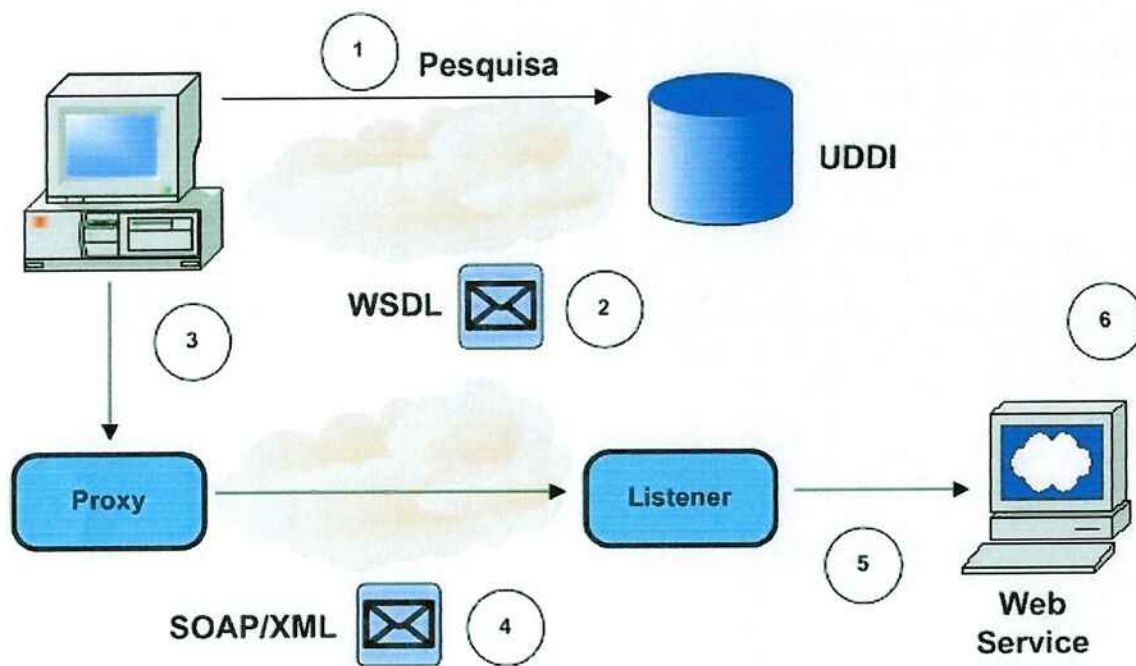 1
Pesquisa
UDDI
WSDL
2
3
6
Proxy
Listener
5
SOAP/XML
4
Web
Service